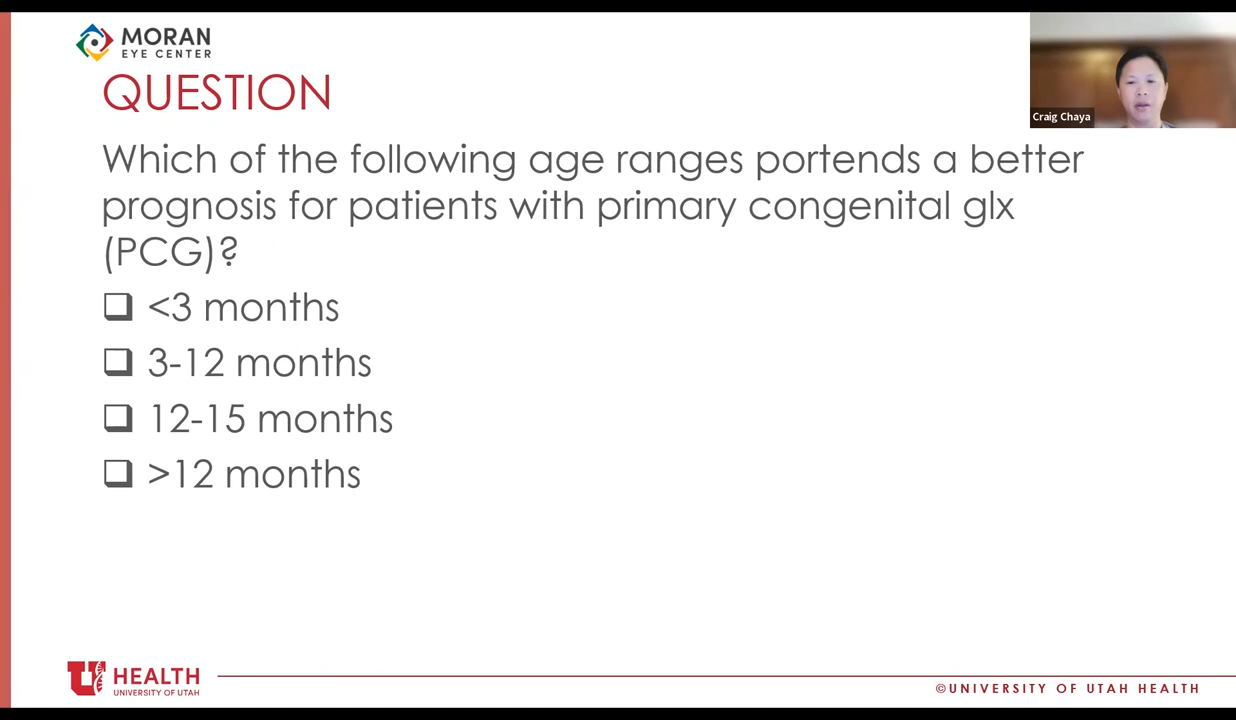 MORAN
EYE CENTER
QUESTION
Craig Chaya
Which of the following age ranges portends a better
prognosis for patients with primary congenital glx
(PCG)?
<3 months
3-12 months
12-15 months
>12 months
U HEALTH
UNIVERSITY OF UTAH
©UNIVERSITY OF UTAH HEALTH